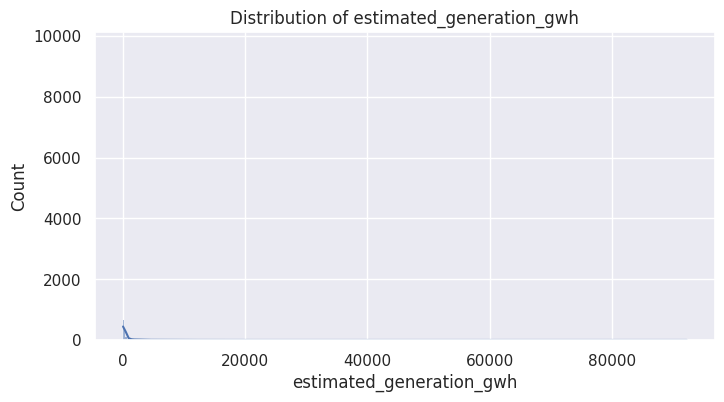 Distribution of estimated_generation_gwh
10000
8000
6000
4000
2000
0
Count
0 20000 40000 60000 80000
estimated_generation_gwh